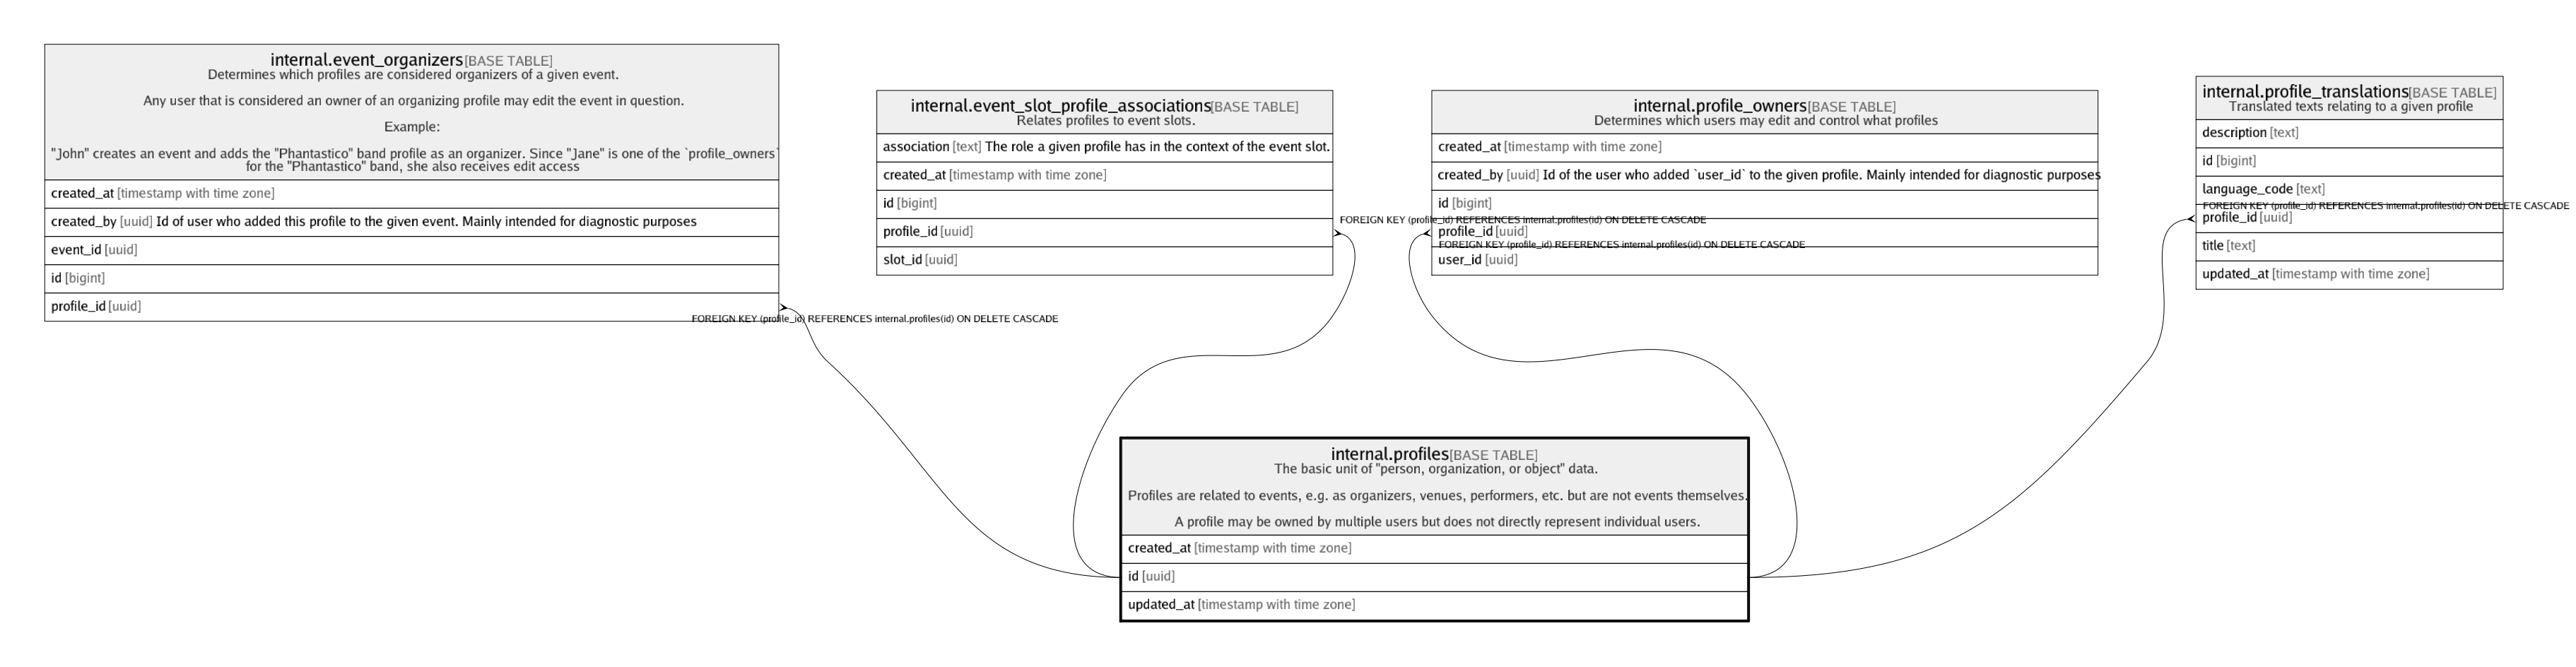 internal.event_organizers [BASE TABLE]
Determines which profiles are considered organizers of a given event.
Any user that is considered an owner of an organizing profile may edit the event in question.
Example:
"John" creates an event and adds the "Phantastico" band profile as an organizer. Since "Jane" is one of the `profile_owners`
for the "Phantastico" band, she also receives edit access
created_at [timestamp with time zone]
created_by [uuid] Id of user who added this profile to the given event. Mainly intended for diagnostic purposes
event_id [uuid]
id [bigint]
profile_id [uuid]
FOREIGN KEY (profile_id) REFERENCES internal.profiles(id) ON DELETE CASCADE
internal.event_slot_profile_associations [BASE TABLE]
Relates profiles to event slots.
association [text] The role a given profile has in the context of the event slot.
created_at [timestamp with time zone]
id [bigint]
profile_id [uuid]
slot_id [uuid]
FOREIGN KEY (profile_id) REFERENCES internal.profiles(id) ON DELETE CASCADE
internal.profile_owners [BASE TABLE]
Determines which users may edit and control what profiles
created_at [timestamp with time zone]
created_by [uuid] Id of the user who added `user_id` to the given profile. Mainly intended for diagnostic purposes
id [bigint]
profile_id [uuid]
FOREIGN KEY (profile_id) REFERENCES internal.profiles(id) ON DELETE CASCADE
user_id [uuid]
internal.profile_translations [BASE TABLE]
Translated texts relating to a given profile
description [text]
id [bigint]
language_code [text]
FOREIGN KEY (profile_id) REFERENCES internal.profiles(id) ON DELETE CASCADE
profile_id [uuid]
title [text]
updated_at [timestamp with time zone]
internal.profiles [BASE TABLE]
The basic unit of "person, organization, or object" data.
Profiles are related to events, e.g. as organizers, venues, performers, etc. but are not events themselves.
A profile may be owned by multiple users but does not directly represent individual users.
created_at [timestamp with time zone]
id [uuid]
updated_at [timestamp with time zone]